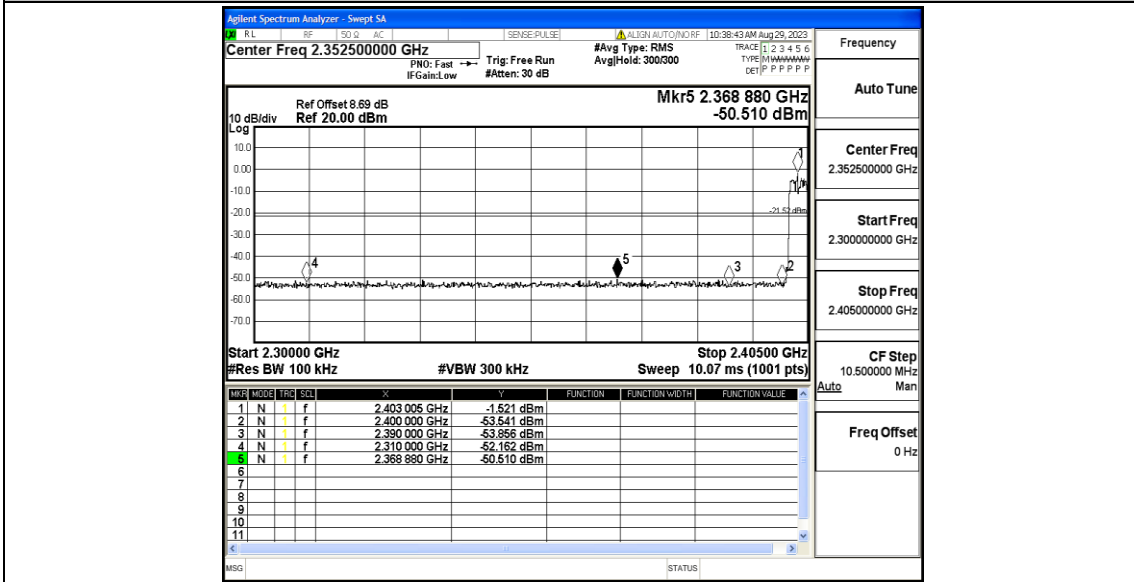 Agilent Spectrum Analyzer - Swept SA
LXI RL RF 50 Ω AC SENSE:PULSE ALIGN AUTO/NO RF 10:38:43 AM Aug 29, 2023
Center Freq 2.352500000 GHz
PNO: Fast
IFGain:Low
Trig: Free Run
#Atten: 30 dB
#Avg Type: RMS
Avg|Hold: 300/300
TRACE 1 2 3 4 5 6
TYPE MWWWWW
DET P P P P P P
Ref Offset 8.69 dB
Ref 20.00 dBm
10 dB/div
Log
Mkr5 2.368 880 GHz
-50.510 dBm
10.0
0.00
-10.0
-20.0
-30.0
-40.0
-50.0
-60.0
-70.0
1
-21.52 dBm
4
5
3
2
Start 2.30000 GHz
Stop 2.40500 GHz
#Res BW 100 kHz
#VBW 300 kHz
Sweep 10.07 ms (1001 pts)
MKR MODE TRC SCL X Y FUNCTION FUNCTION WIDTH FUNCTION VALUE
1 N 1 f 2.403 005 GHz -1.521 dBm
2 N 1 f 2.400 000 GHz -53.541 dBm
3 N 1 f 2.390 000 GHz -53.856 dBm
4 N 1 f 2.310 000 GHz -52.162 dBm
5 N 1 f 2.368 880 GHz -50.510 dBm
6
7
8
9
10
11
MSG
STATUS
Frequency
Auto Tune
Center Freq
2.352500000 GHz
Start Freq
2.300000000 GHz
Stop Freq
2.405000000 GHz
CF Step
10.500000 MHz
Auto Man
Freq Offset
0 Hz